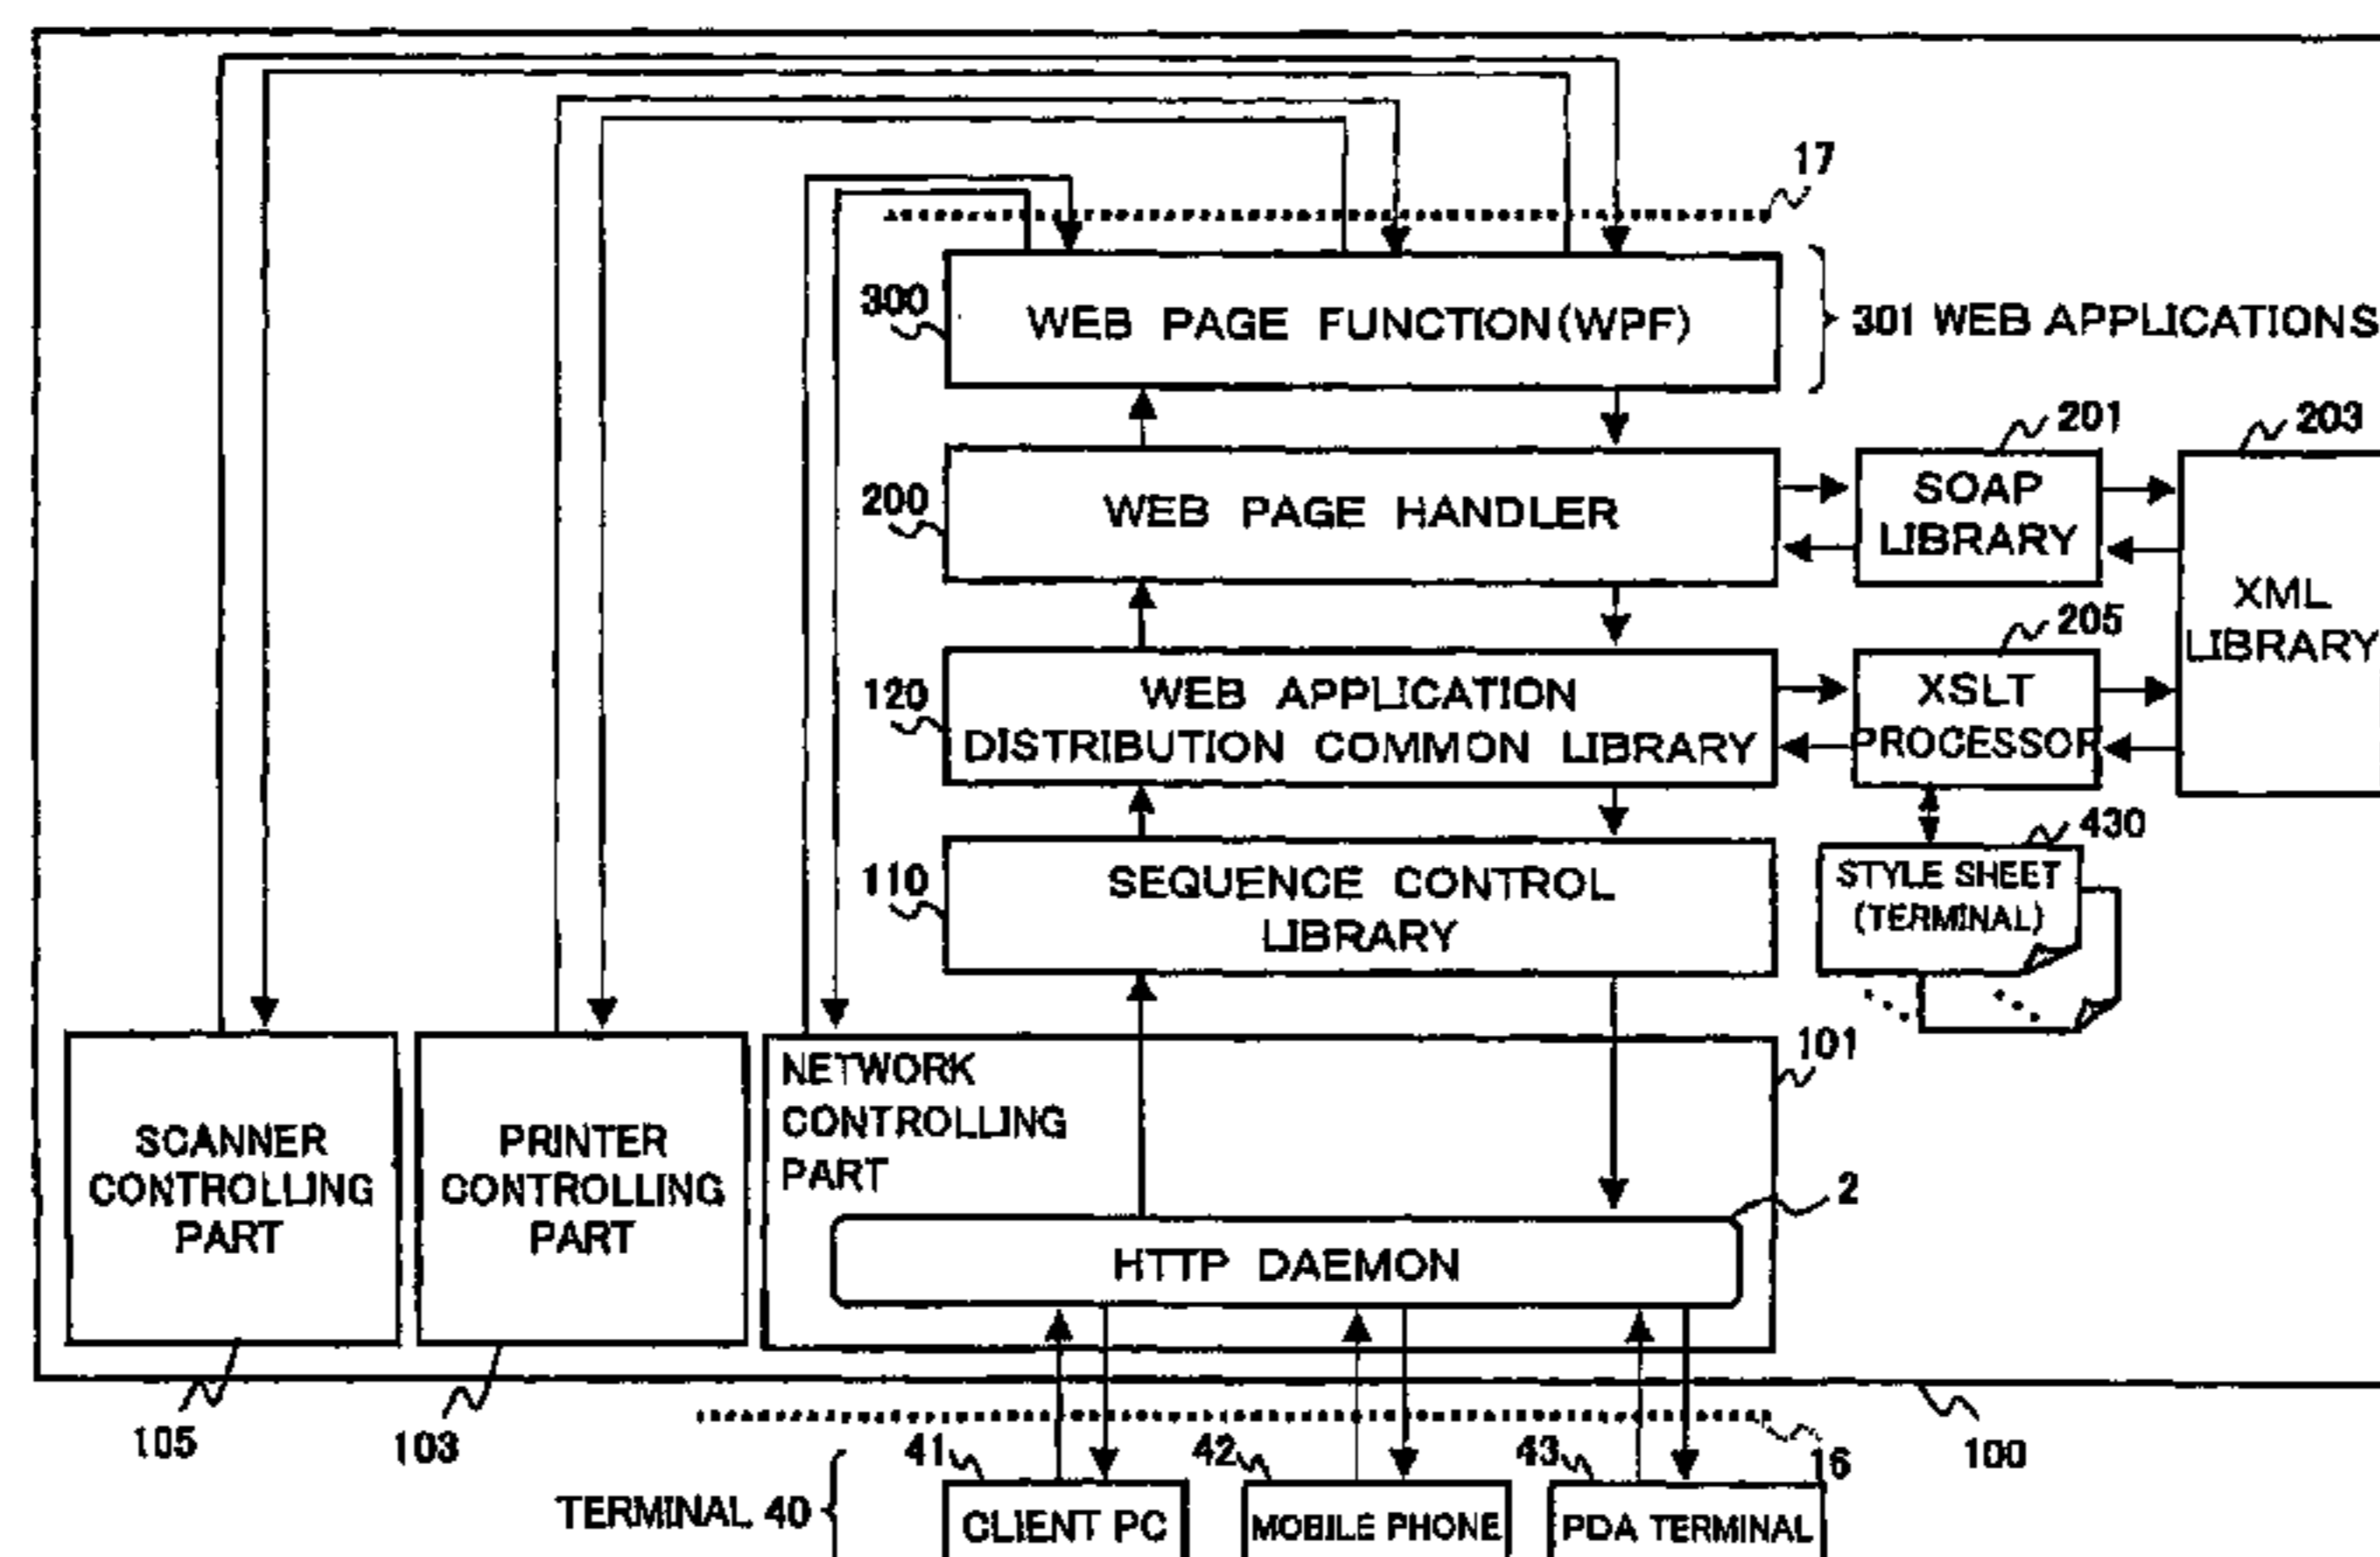 17
300
WEB PAGE FUNCTION(WPF)
301 WEB APPLICATIONS
201
203
200
WEB PAGE HANDLER
SOAP
LIBRARY
XML
LIBRARY
205
120
WEB APPLICATION
DISTRIBUTION COMMON LIBRARY
XSLT
PROCESSOR
430
110
SEQUENCE CONTROL
LIBRARY
STYLE SHEET
(TERMINAL)
101
NETWORK
CONTROLLING
PART
SCANNER
CONTROLLING
PART
PRINTER
CONTROLLING
PART
2
HTTP DAEMON
105
103
41
42
43
16
100
TERMINAL 40
CLIENT PC
MOBILE PHONE
PDA TERMINAL